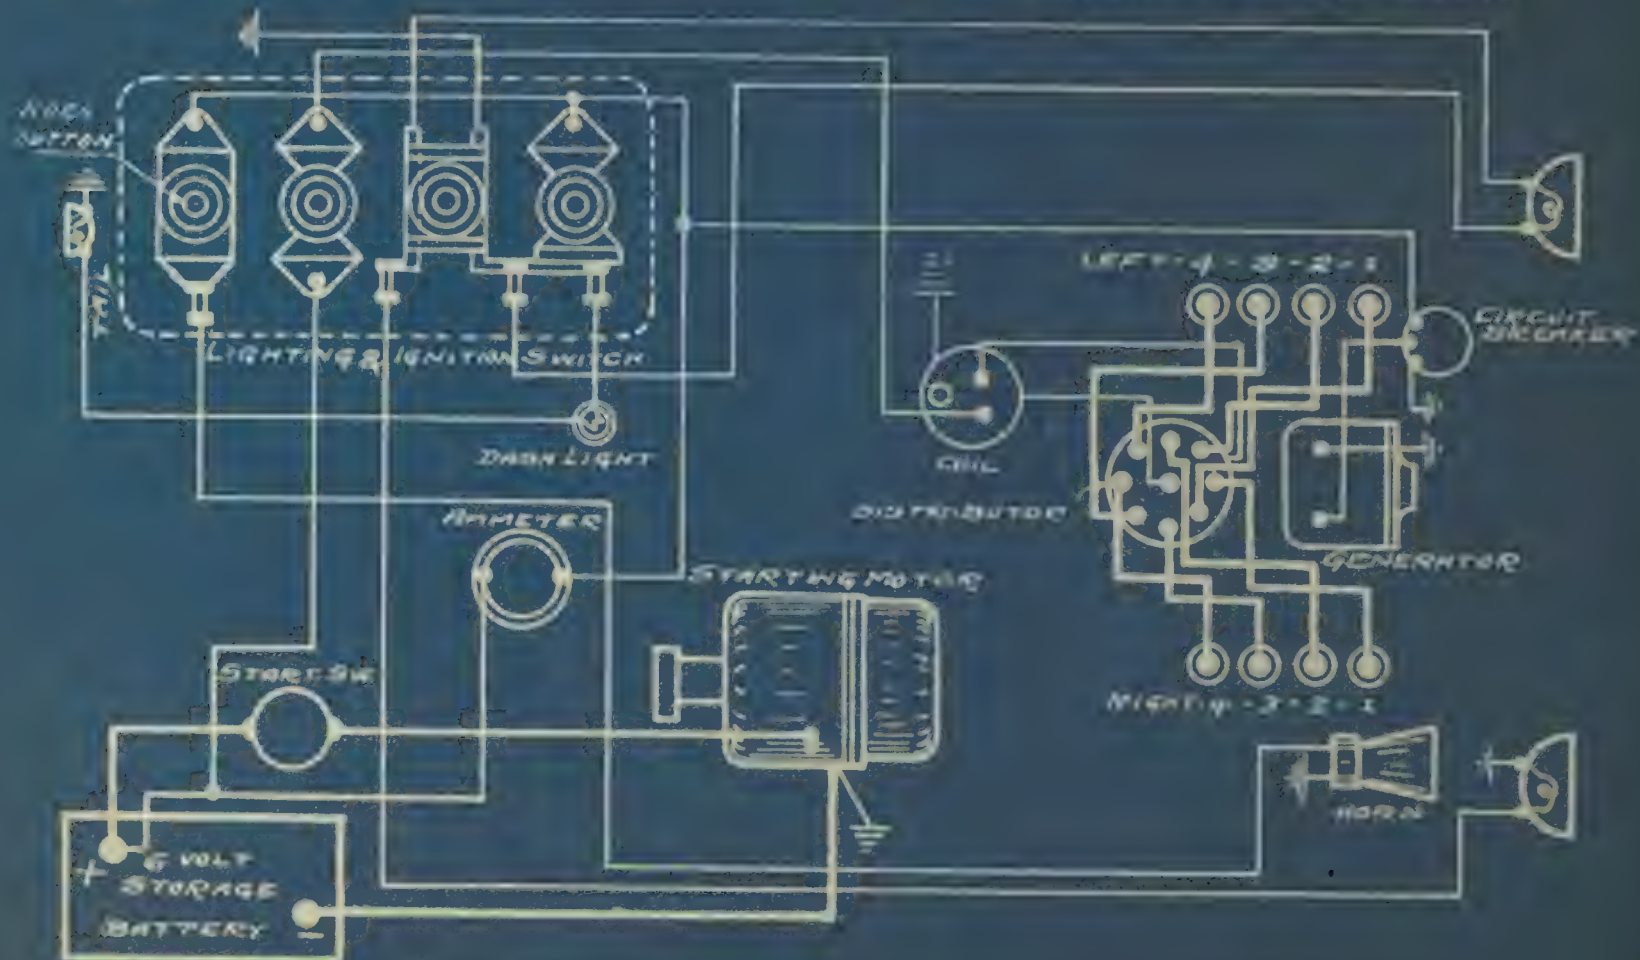 HORN
BUTTON
TAIL
LIGHTING & IGNITION SWITCH
DASH LIGHT
AMMETER
STARTING MOTOR
START. SW.
+ 6 VOLT
STORAGE
BATTERY
-
LEFT-4-3-2-1
CIRCUIT
BREAKER
COIL
DISTRIBUTOR
GENERATOR
RIGHT-4-3-2-1
HORN